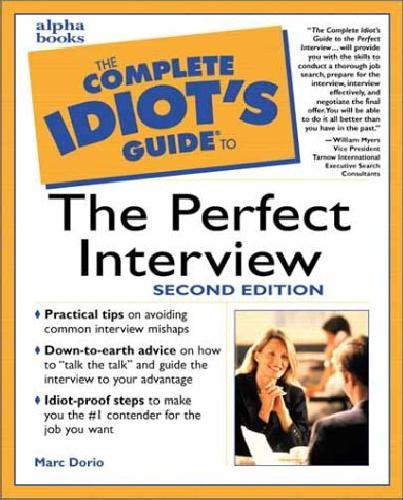 alpha
books
THE
COMPLETE
IDIOT'S
GUIDE® TO
"The Complete Idiot's
Guide to the Perfect
Interview... will provide
you with the skills to
conduct a thorough job
search, prepare for the
interview, interview
effectively, and
negotiate the final
offer. You will be able
to do it all better than
you have in the past."
—William Myers
Vice President
Tarnow International
Executive Search
Consultants
The Perfect
Interview
SECOND EDITION
Practical tips on avoiding
common interview mishaps
Down-to-earth advice on how
to "talk the talk" and guide the
interview to your advantage
Idiot-proof steps to make
you the #1 contender for
the job you want
Marc Dorio